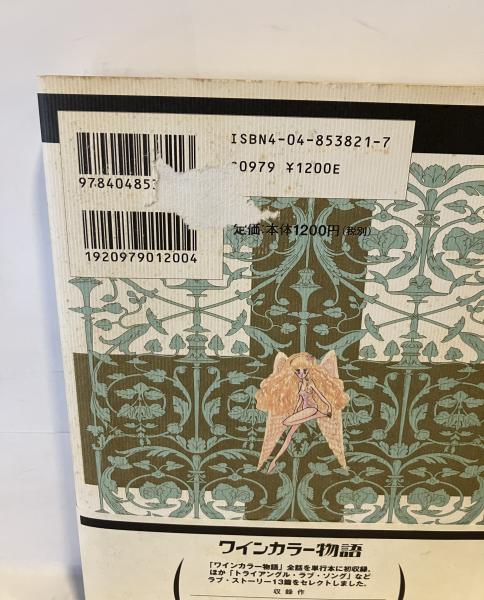 ISBN4-04-853821-7
0979 ¥1200E
978404853
定価:本体1200円(税別)
1920979012004
ワインカラー物語
「ワインカラー物語」全話を単行本に初収録。
ほか「トライアングル・ラブ・ソング」など
ラブ・ストーリー13篇をセレクトしました。
収録作